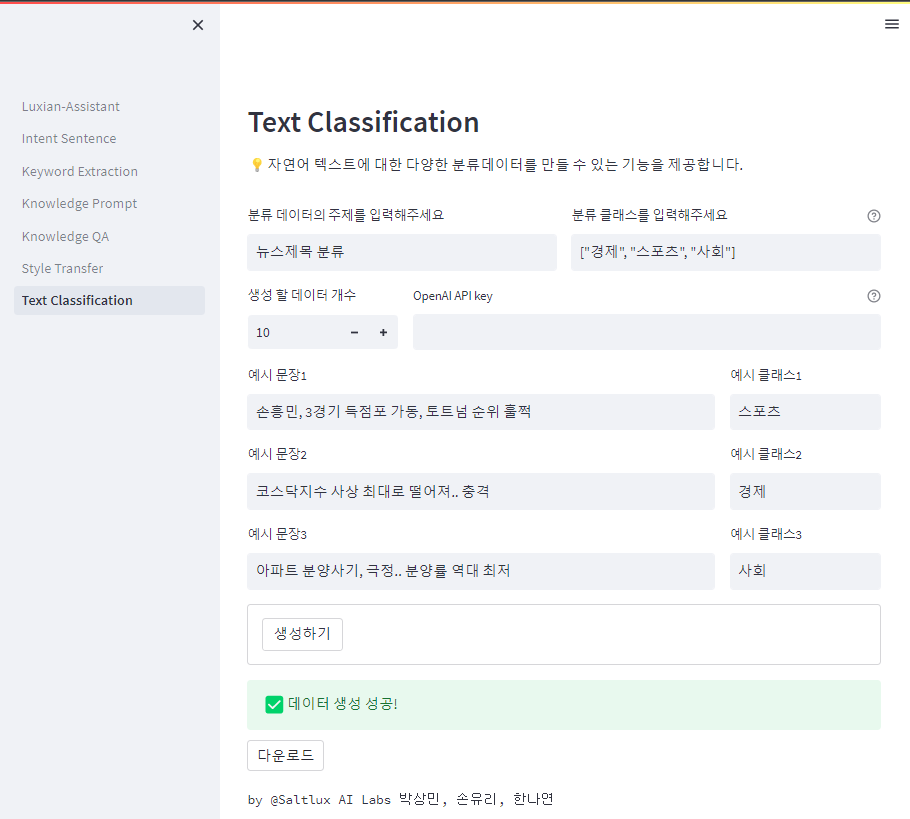 Luxian-Assistant
Intent Sentence
Keyword Extraction
Knowledge Prompt
Knowledge QA
Style Transfer
Text Classification
Text Classification
💡 자연어 텍스트에 대한 다양한 분류데이터를 만들 수 있는 기능을 제공합니다.
분류 데이터의 주제를 입력해주세요 분류 클래스를 입력해주세요
뉴스제목 분류 ["경제", "스포츠", "사회"]
생성 할 데이터 개수 OpenAI API key
10
예시 문장1 예시 클래스1
손흥민, 3경기 득점포 가동, 토트넘 순위 훌쩍 스포츠
예시 문장2 예시 클래스2
코스닥지수 사상 최대로 떨어져.. 충격 경제
예시 문장3 예시 클래스3
아파트 분양사기, 극정.. 분양률 역대 최저 사회
생성하기
✅ 데이터 생성 성공!
다운로드
by @Saltlux AI Labs 박상민, 손유리, 한나연